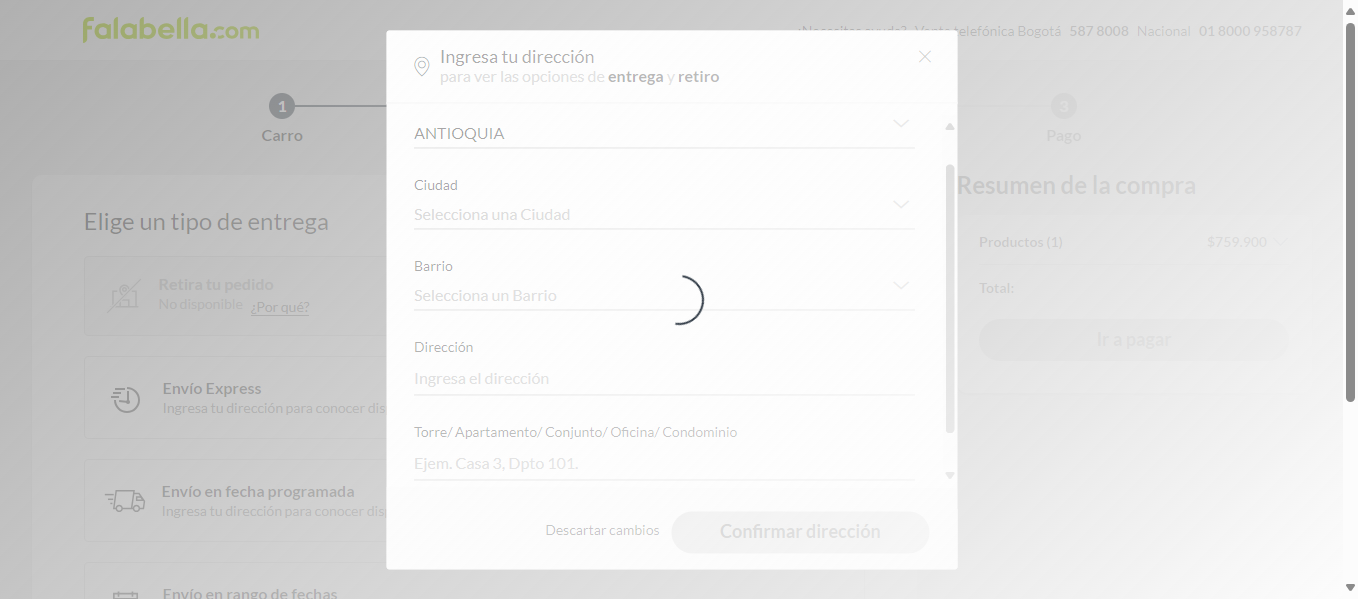 falabella.com
¿Necesitas ayuda? Venta telefónica Bogotá 587 8008 Nacional 01 8000 958787
1
Carro
3
Pago
Elige un tipo de entrega
Retira tu pedido
No disponible ¿Por qué?
Envío Express
Ingresa tu dirección para conocer dis
Envío en fecha programada
Ingresa tu dirección para conocer dis
Envío en rango de fechas
Ingresa tu dirección
para ver las opciones de entrega y retiro
ANTIOQUIA
Ciudad
Selecciona una Ciudad
Barrio
Selecciona un Barrio
Dirección
Ingresa el dirección
Torre/ Apartamento/ Conjunto/ Oficina/ Condominio
Ejem. Casa 3, Dpto 101.
Descartar cambios
Confirmar dirección
Resumen de la compra
Productos (1) $759.900
Total:
Ir a pagar